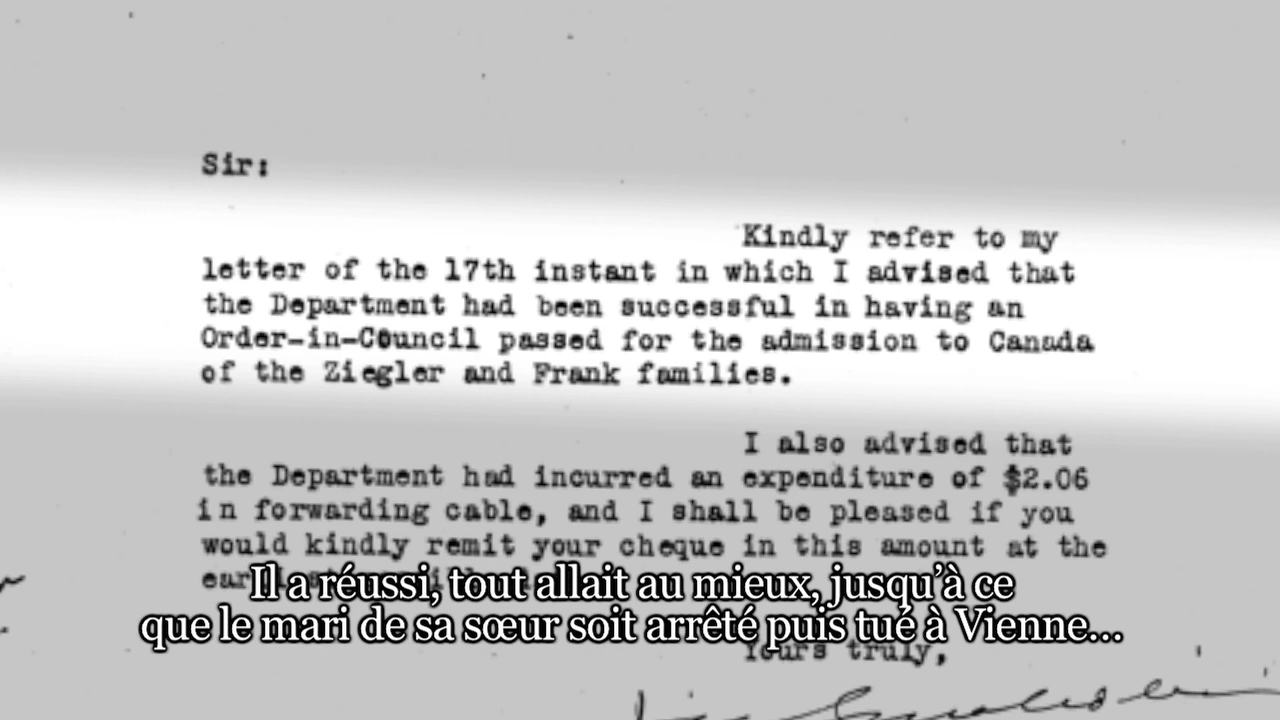 Sir:
Kindly refer to my
letter of the 17th instant in which I advised that
the Department had been successful in having an
Order-in-Council passed for the admission to Canada
of the Ziegler and Frank families.
I also advised that
the Department had incurred an expenditure of $2.06
in forwarding cable, and I shall be pleased if you
would kindly remit your cheque in this amount at the
Il a réussi, tout allait au mieux, jusqu'à ce
que le mari de sa sœur soit arrêté puis tué à Vienne...
Yours truly,